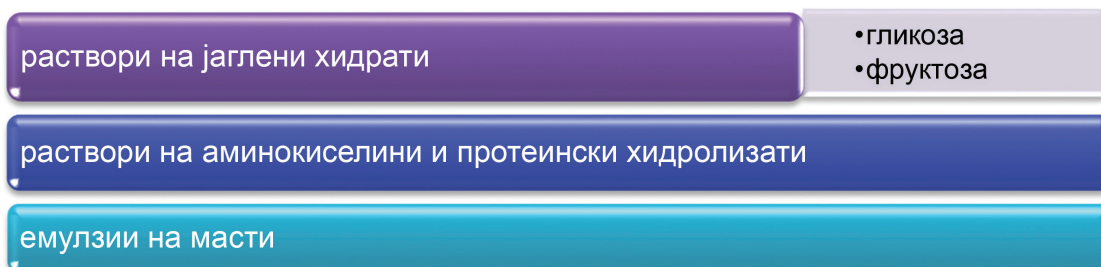 раствори на јаглени хидрати
•гликоза
•фруктоза
раствори на аминокиселини и протеински хидролизати
емулзии на масти